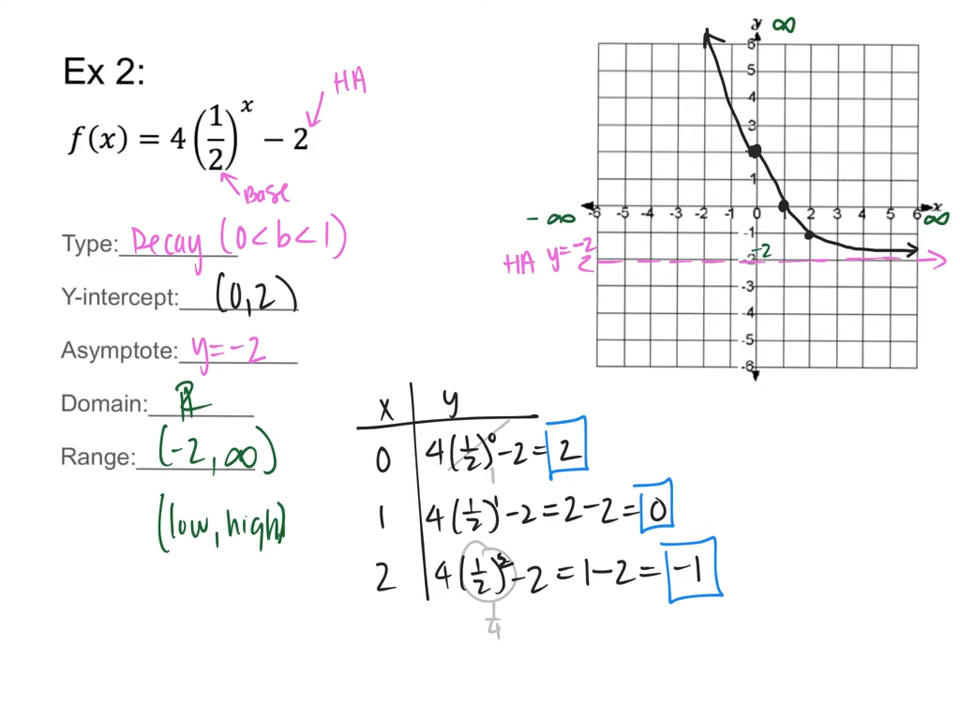 Ex 2:
HA
f(x) = 4(1/2)^x − 2
Base
Type: Decay (0<b<1)
Y-intercept: (0,2)
Asymptote: y=-2
Domain: ℝ
Range: (-2, ∞)
(low, high)
y ∞
6
5
4
3
1
-∞ -6 -5 -4 -3 -2 -1 0 1 2 3 4 5 6 x ∞
-1
HA y=-2 -2 -2
-3
-4
-5
-6
x y
0 4(1/2)^0 -2 = 2
1
1 4(1/2)^1 -2 = 2-2 = 0
2 4(1/2)^2 -2 = 1-2 = -1
1/4